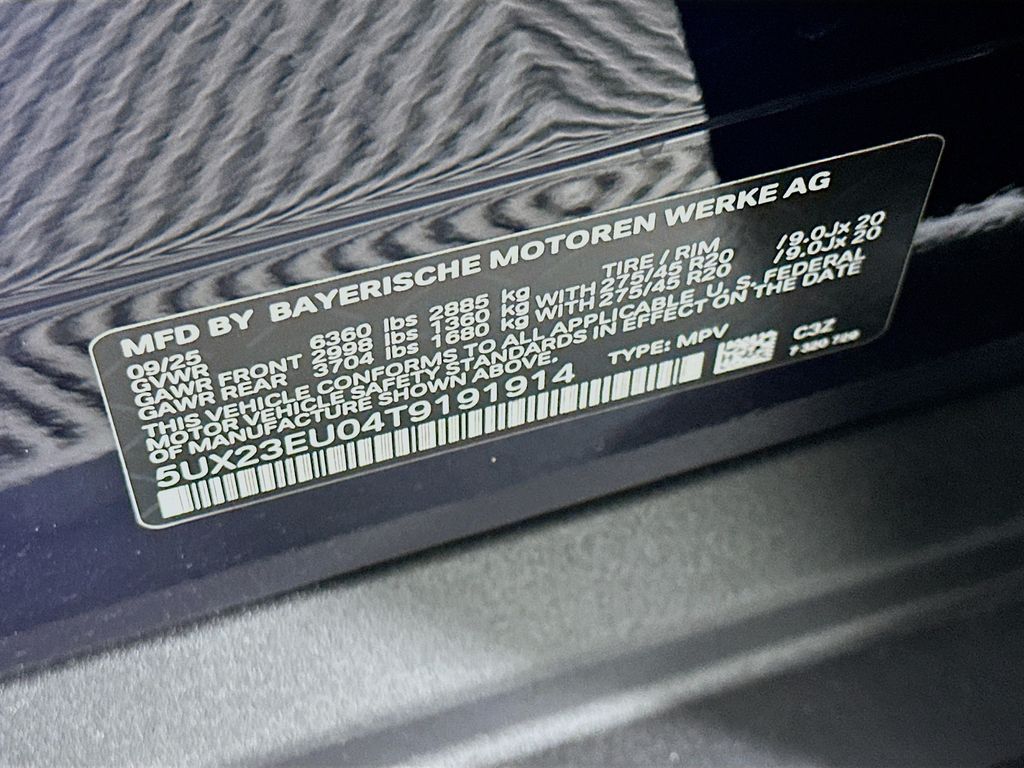 MFD BY BAYERISCHE MOTOREN WERKE AG
09/25 TIRE / RIM
GVWR 6360 lbs 2885 kg
GAWR FRONT 2998 lbs 1360 kg WITH 275/45 R20 /9.0Jx 20
GAWR REAR 3704 lbs 1680 kg WITH 275/45 R20 /9.0Jx 20
THIS VEHICLE CONFORMS TO ALL APPLICABLE U. S. FEDERAL
MOTOR VEHICLE SAFETY STANDARDS IN EFFECT ON THE DATE
OF MANUFACTURE SHOWN ABOVE.
5UX23EU04T9191914 TYPE: MPV C3Z